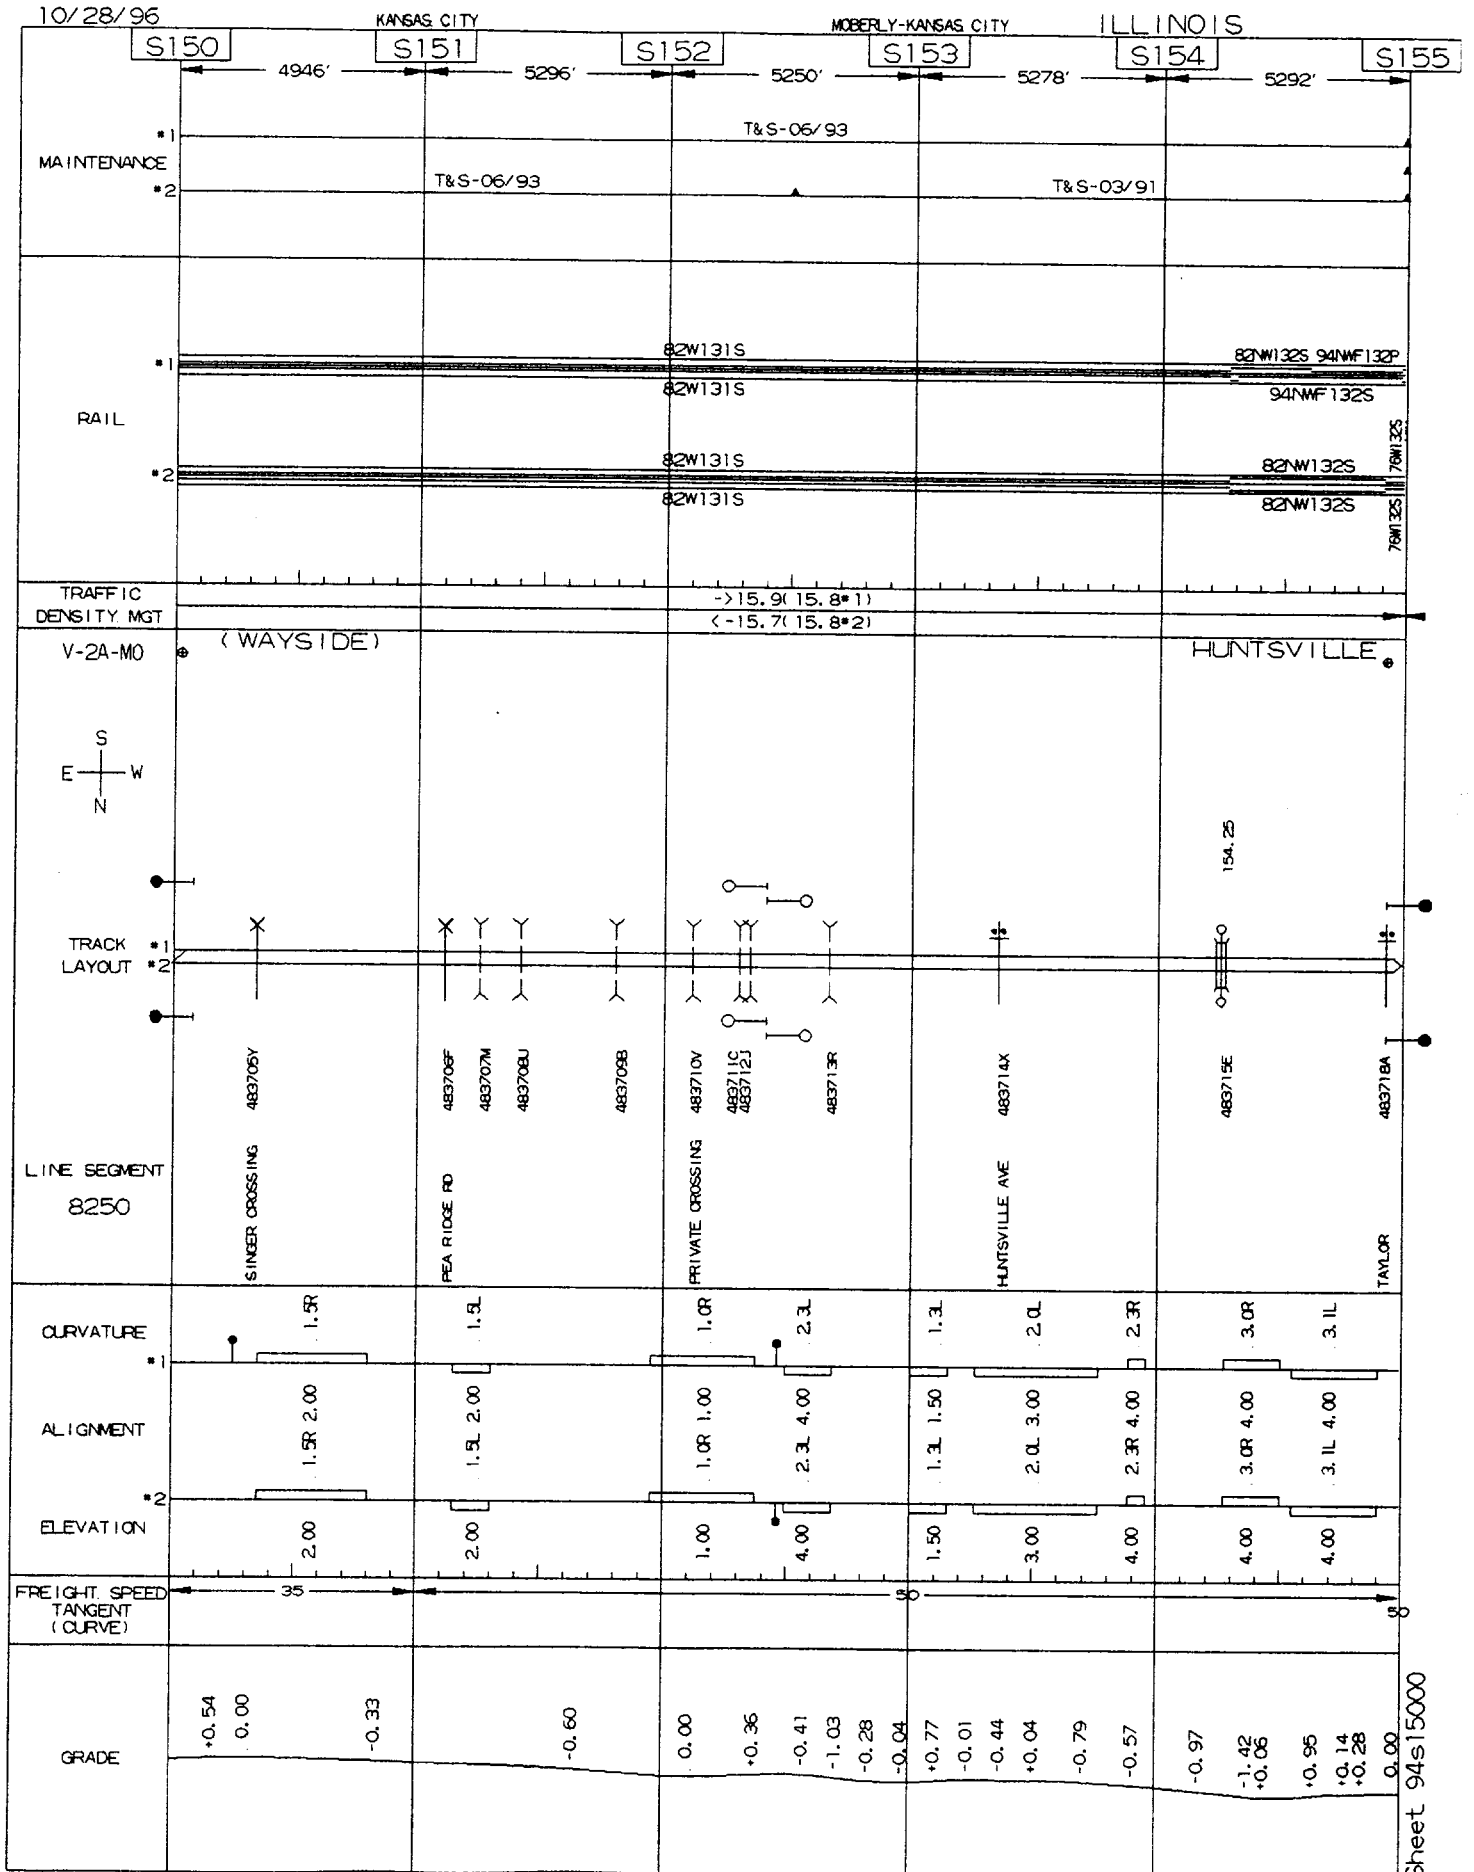 10/28/96 KANSAS CITY MOBERLY-KANSAS CITY ILLINOIS
S150 S151 S152 S153 S154 S155
4946' 5296' 5250' 5278' 5292'
#1 T&S-06/93
MAINTENANCE
#2 T&S-06/93 T&S-03/91
82W131S 82NW132S 94NWF132P
#1
82W131S 94NWF132S
RAIL
82W131S 82NW132S 76W132S
#2
82W131S 82NW132S 76W132S
TRAFFIC
DENSITY MGT
->15.9(15.8#1)
<-15.7(15.8#2)
V-2A-MO (WAYSIDE) HUNTSVILLE
S
E W
N
154.25
TRACK #1
LAYOUT #2
483705Y 483706F 483707M 483708U 483709B 483710V 483711C 483712J 483713R 483714X 483715E 483718A
LINE SEGMENT
8250
SINGER CROSSING PEA RIDGE RD PRIVATE CROSSING HUNTSVILLE AVE TAYLOR
CURVATURE 1.5R 1.5L 1.0R 2.3L 1.3L 2.0L 2.3R 3.0R 3.1L
#1
ALIGNMENT
2.00 2.00 1.00 4.00 1.50 3.00 4.00 4.00 4.00
1.5R 1.5L 1.0R 2.3L 1.3L 2.0L 2.3R 3.0R 3.1L
#2
ELEVATION 2.00 2.00 1.00 4.00 1.50 3.00 4.00 4.00 4.00
FREIGHT SPEED
TANGENT
(CURVE)
35 50 50
GRADE
+0.54 0.00 -0.33 -0.60 0.00 +0.36 -0.41 -1.03 -0.28 -0.04 +0.77 -0.01 -0.44 +0.04 -0.79 -0.57 -0.97 -1.42 +0.06 +0.95 +0.14 +0.28 0.00
Sheet 94s15000